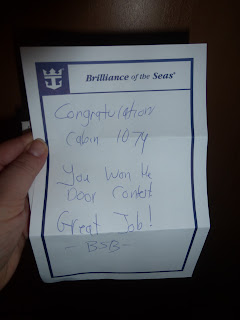 Brilliance of the Seas®
Congratulations
Cabin 1074
You Won the
Door Contest
Great Job!
- BSB -